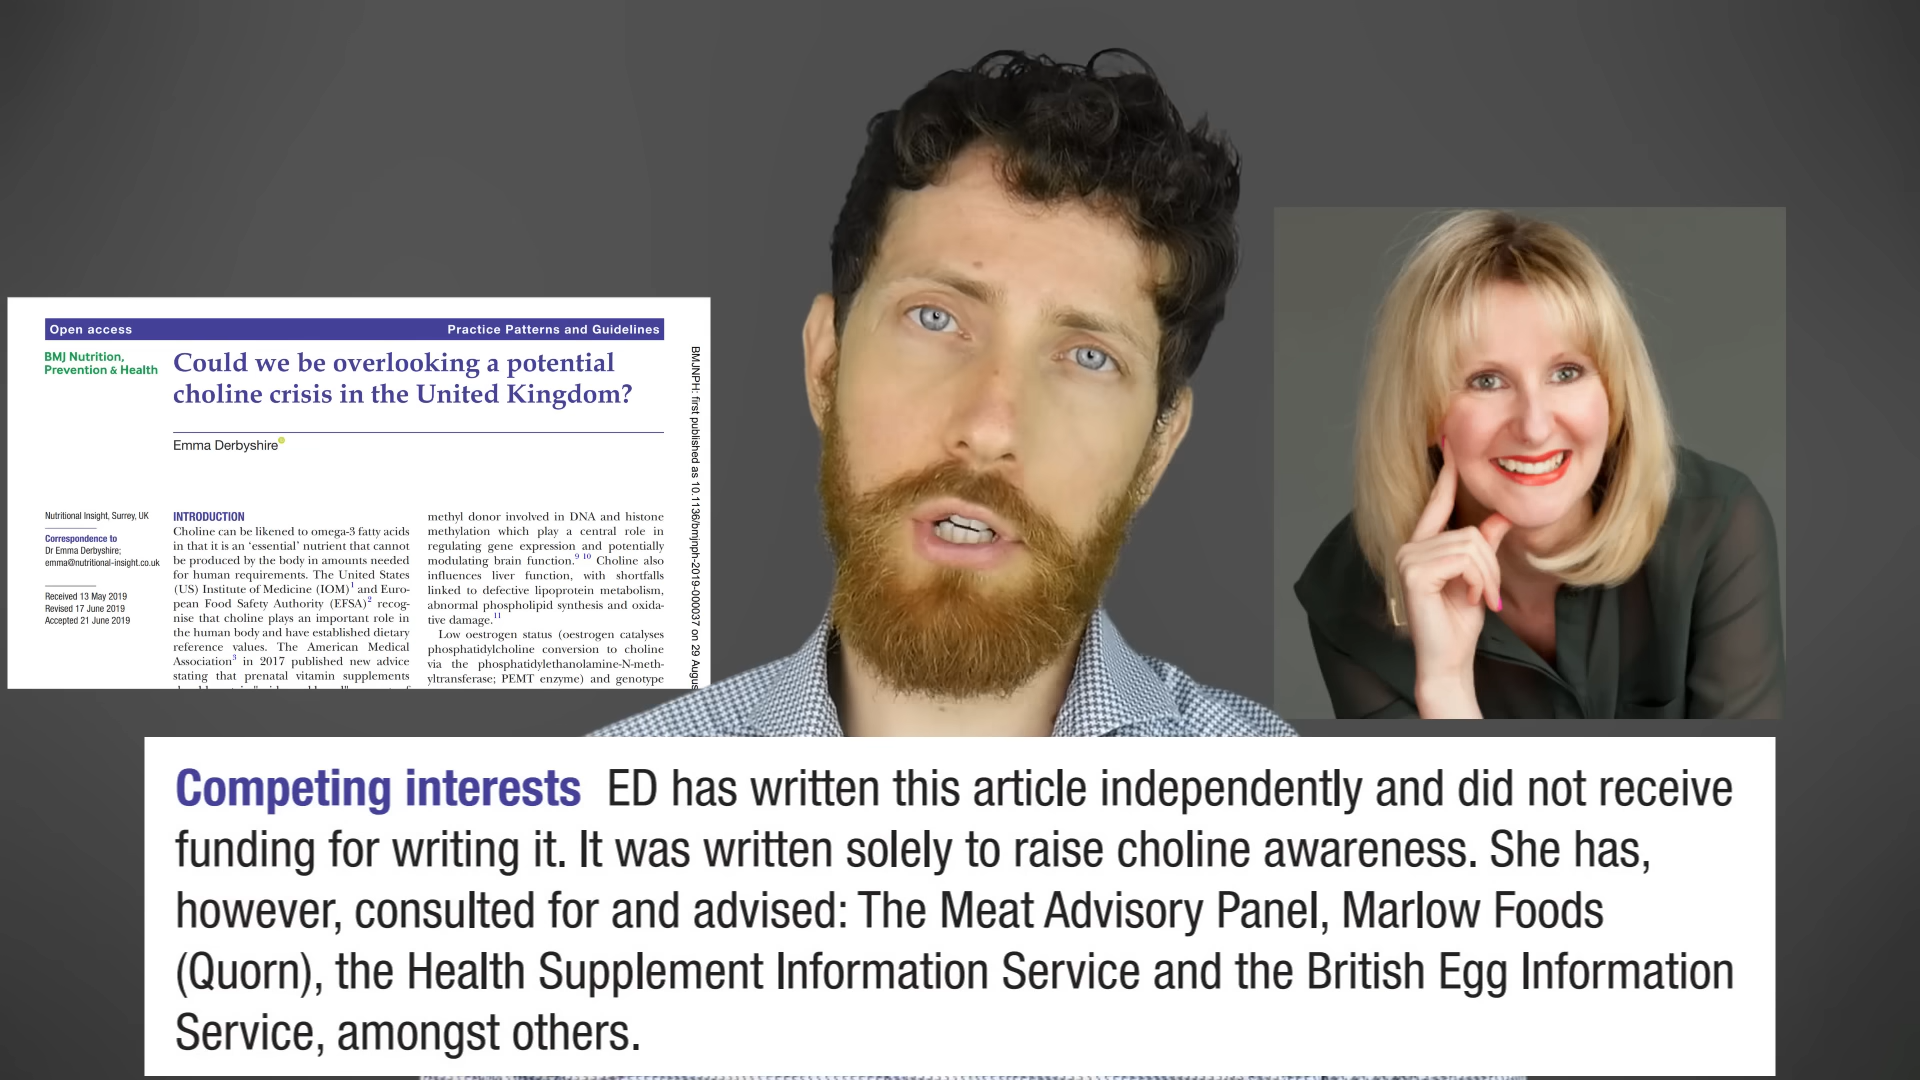 Open access
Practice Patterns and Guidelines
BMJ Nutrition,
Prevention & Health
Could we be overlooking a potential
choline crisis in the United Kingdom?
Emma Derbyshire
Nutritional Insight, Surrey, UK
Correspondence to
Dr Emma Derbyshire;
emma@nutritional-insight.co.uk
Received 13 May 2019
Revised 17 June 2019
Accepted 21 June 2019
INTRODUCTION
Choline can be likened to omega-3 fatty acids
in that it is an ‘essential’ nutrient that cannot
be produced by the body in amounts needed
for human requirements. The United States
(US) Institute of Medicine (IOM)1 and Euro-
pean Food Safety Authority (EFSA)2 recog-
nise that choline plays an important role in
the human body and have established dietary
reference values. The American Medical
Association3 in 2017 published new advice
stating that prenatal vitamin supplements
methyl donor involved in DNA and histone
methylation which play a central role in
regulating gene expression and potentially
modulating brain function.9 10 Choline also
influences liver function, with shortfalls
linked to defective lipoprotein metabolism,
abnormal phospholipid synthesis and oxida-
tive damage.11
Low oestrogen status (oestrogen catalyses
phosphatidylcholine conversion to choline
via the phosphatidylethanolamine-N-meth-
yltransferase; PEMT enzyme) and genotype
BMJNPH: first published as 10.1136/bmjnph-2019-000037 on 29 Augus
Competing interests ED has written this article independently and did not receive
funding for writing it. It was written solely to raise choline awareness. She has,
however, consulted for and advised: The Meat Advisory Panel, Marlow Foods
(Quorn), the Health Supplement Information Service and the British Egg Information
Service, amongst others.